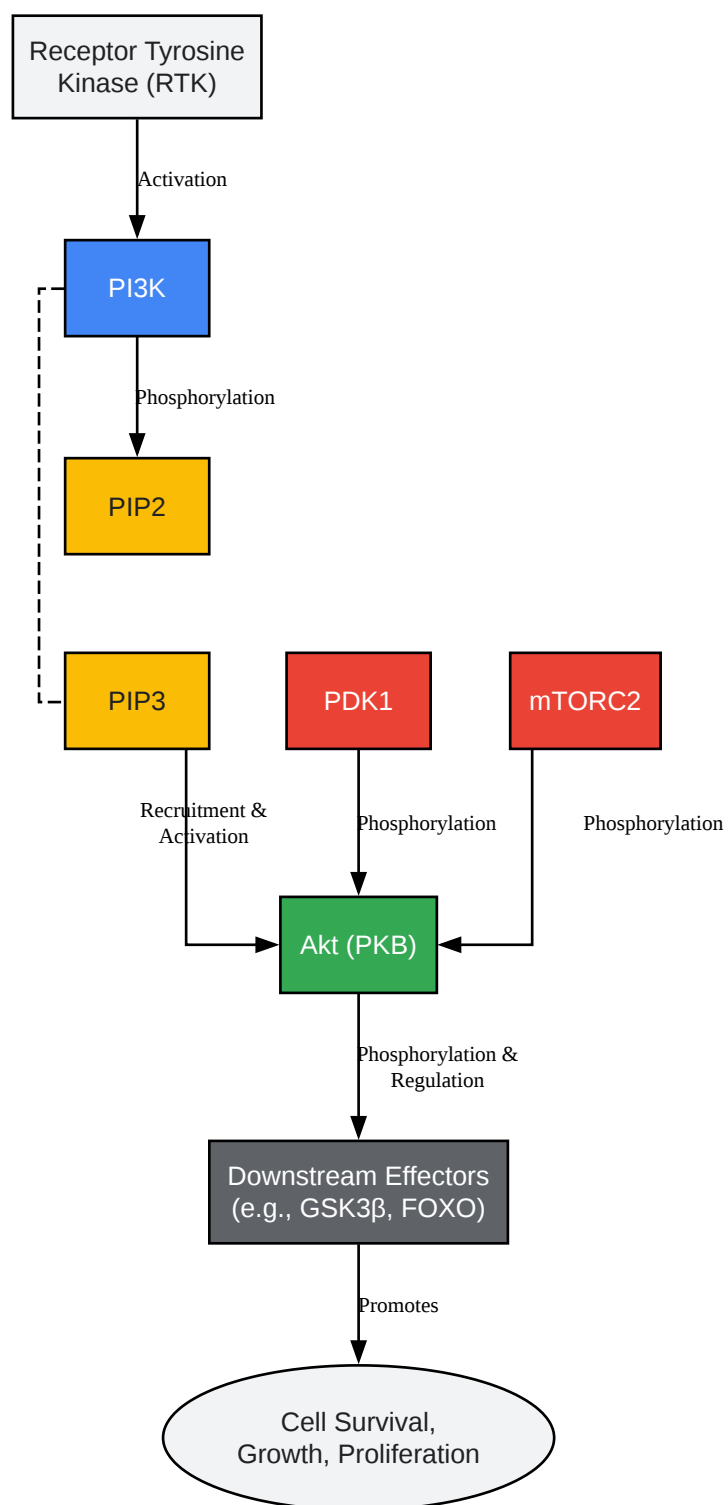 Receptor Tyrosine
Kinase (RTK)
Activation
PI3K
Phosphorylation
PIP2
PIP3
PDK1
mTORC2
Recruitment &
Activation
Phosphorylation
Phosphorylation
Akt (PKB)
Phosphorylation &
Regulation
Downstream Effectors
(e.g., GSK3β, FOXO)
Promotes
Cell Survival,
Growth, Proliferation